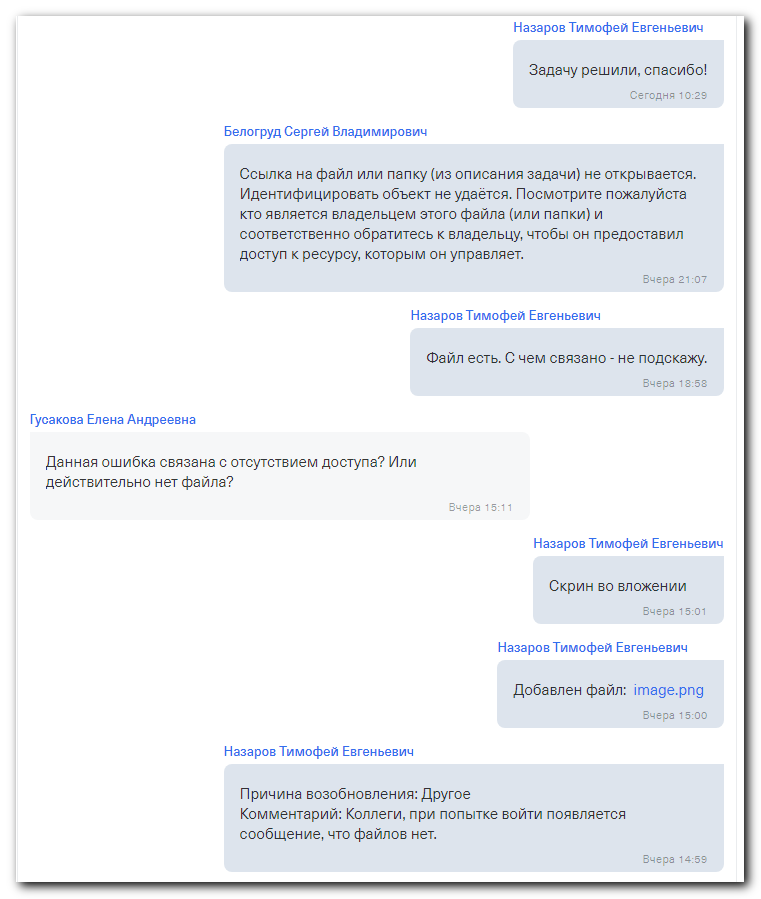 Назаров Тимофей Евгеньевич
Задачу решили, спасибо!
Сегодня 10:29
Белогруд Сергей Владимирович
Ссылка на файл или папку (из описания задачи) не открывается.
Идентифицировать объект не удаётся. Посмотрите пожалуйста
кто является владельцем этого файла (или папки) и
соответственно обратитесь к владельцу, чтобы он предоставил
доступ к ресурсу, которым он управляет.
Вчера 21:07
Назаров Тимофей Евгеньевич
Файл есть. С чем связано - не подскажу.
Вчера 18:58
Гусакова Елена Андреевна
Данная ошибка связана с отсутствием доступа? Или
действительно нет файла?
Вчера 15:11
Назаров Тимофей Евгеньевич
Скрин во вложении
Вчера 15:01
Назаров Тимофей Евгеньевич
Добавлен файл: image.png
Вчера 15:00
Назаров Тимофей Евгеньевич
Причина возобновления: Другое
Комментарий: Коллеги, при попытке войти появляется
сообщение, что файлов нет.
Вчера 14:59